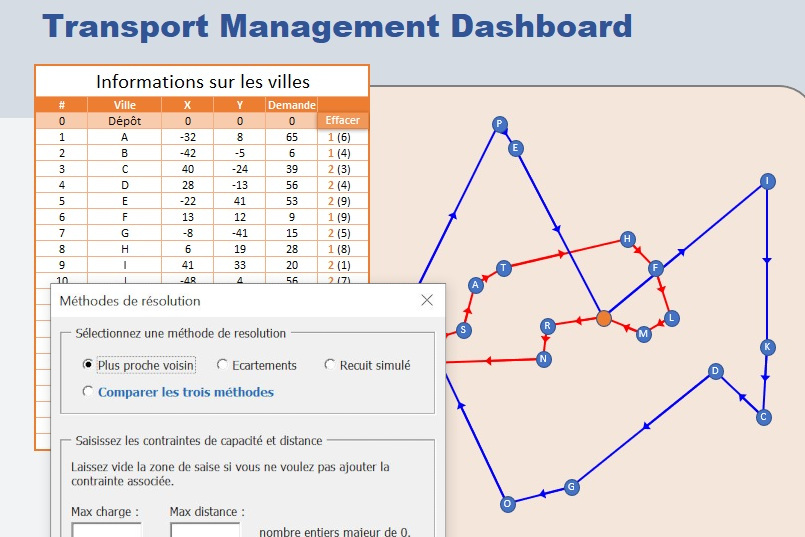 Transport Management Dashboard
Informations sur les villes
# Ville X Y Demande
0 Dépôt 0 0 0 Effacer
1 A -32 8 65 1 (6)
2 B -42 -5 6 1 (4)
3 C 40 -24 39 2 (3)
4 D 28 -13 56 2 (4)
5 E -22 41 53 2 (9)
6 F 13 12 9 1 (9)
7 G -8 -41 15 2 (5)
8 H 6 19 28 1 (8)
9 I 41 33 20 2 (1)
10 J -48 4 56 2 (7)
Méthodes de résolution
Sélectionnez une méthode de resolution
Plus proche voisin Ecartements Recuit simulé
Comparer les trois méthodes
Saisissez les contraintes de capacité et distance
Laissez vide la zone de saise si vous ne voulez pas ajouter la
contrainte associée.
Max charge : Max distance :
nombre entiers majeur de 0.
P
E
I
H
T
F
A
L
R
S
M
K
N
D
C
G
O